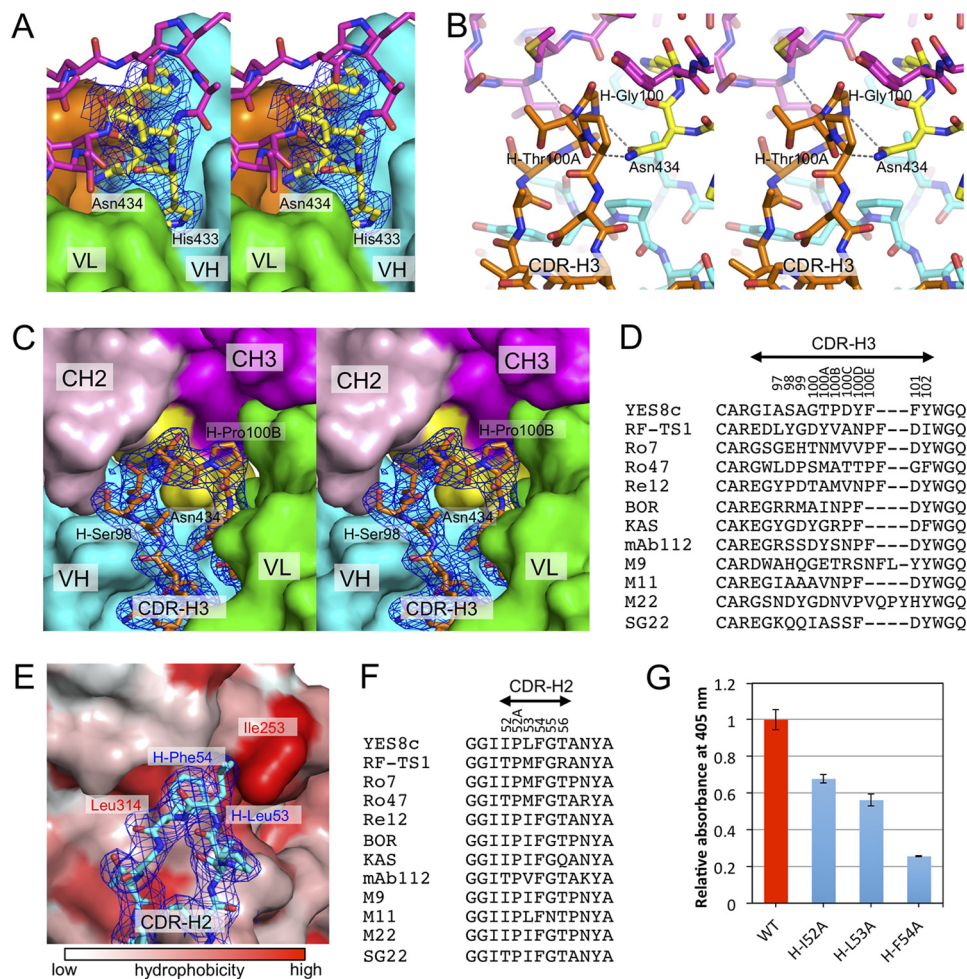 A
Asn434
His433
VL
VH
Asn434
His433
VL
VH
B
H-Gly100
H-Thr100A
Asn434
CDR-H3
H-Gly100
H-Thr100A
Asn434
CDR-H3
C
CH2
CH3
H-Pro100B
Asn434
H-Ser98
VH
VL
CDR-H3
CH2
CH3
H-Pro100B
Asn434
H-Ser98
VH
VL
CDR-H3
D
CDR-H3
97 98 99 100 100A 100B 100C 100D 100E 101 102
YES8c CARGIASAGTPDYF----FYWGQ
RF-TS1 CAREDLYGDYVANPF--DIWGQ
Ro7 CARGSGEHTNMVVPF--DYWGQ
Ro47 CARGWLDPSMATTPF--GFWGQ
Re12 CAREGYPDTAMVNPF--DYWGQ
BOR CAREGRRMAINPF----DYWGQ
KAS CAKEGYGDYGRPF----DFWGQ
mAb112 CAREGRSSDYSNPF---DYWGQ
M9 CARDWAHQGETRSNFL-YYWGQ
M11 CAREGIAAAVNPF----DYWGQ
M22 CARGSNDYGDNVPVQPYHYWGQ
SG22 CAREGKQQIASSF----DYWGQ
E
Ile253
H-Phe54
Leu314
H-Leu53
CDR-H2
low hydrophobicity high
F
CDR-H2
52 52A 53 54 55 56
YES8c GGIIPLFGTANYA
RF-TS1 GGITPMFGRANYA
Ro7 GGITPMFGTPNYA
Ro47 GGITPMFGTARYA
Re12 GGITPIFGTANYA
BOR GGITPIFGTPNYA
KAS GGIIPIFGQANYA
mAb112 GGITPVFGTAKYA
M9 GGIIPIFGTPNYA
M11 GGIIPLFNTPNYA
M22 GGIIPIFGTANYA
SG22 GGITPIFGTANYA
G
Relative absorbance at 405 nm
1.2
1
0.8
0.6
0.4
0.2
0
WT
H-I52A
H-L53A
H-F54A